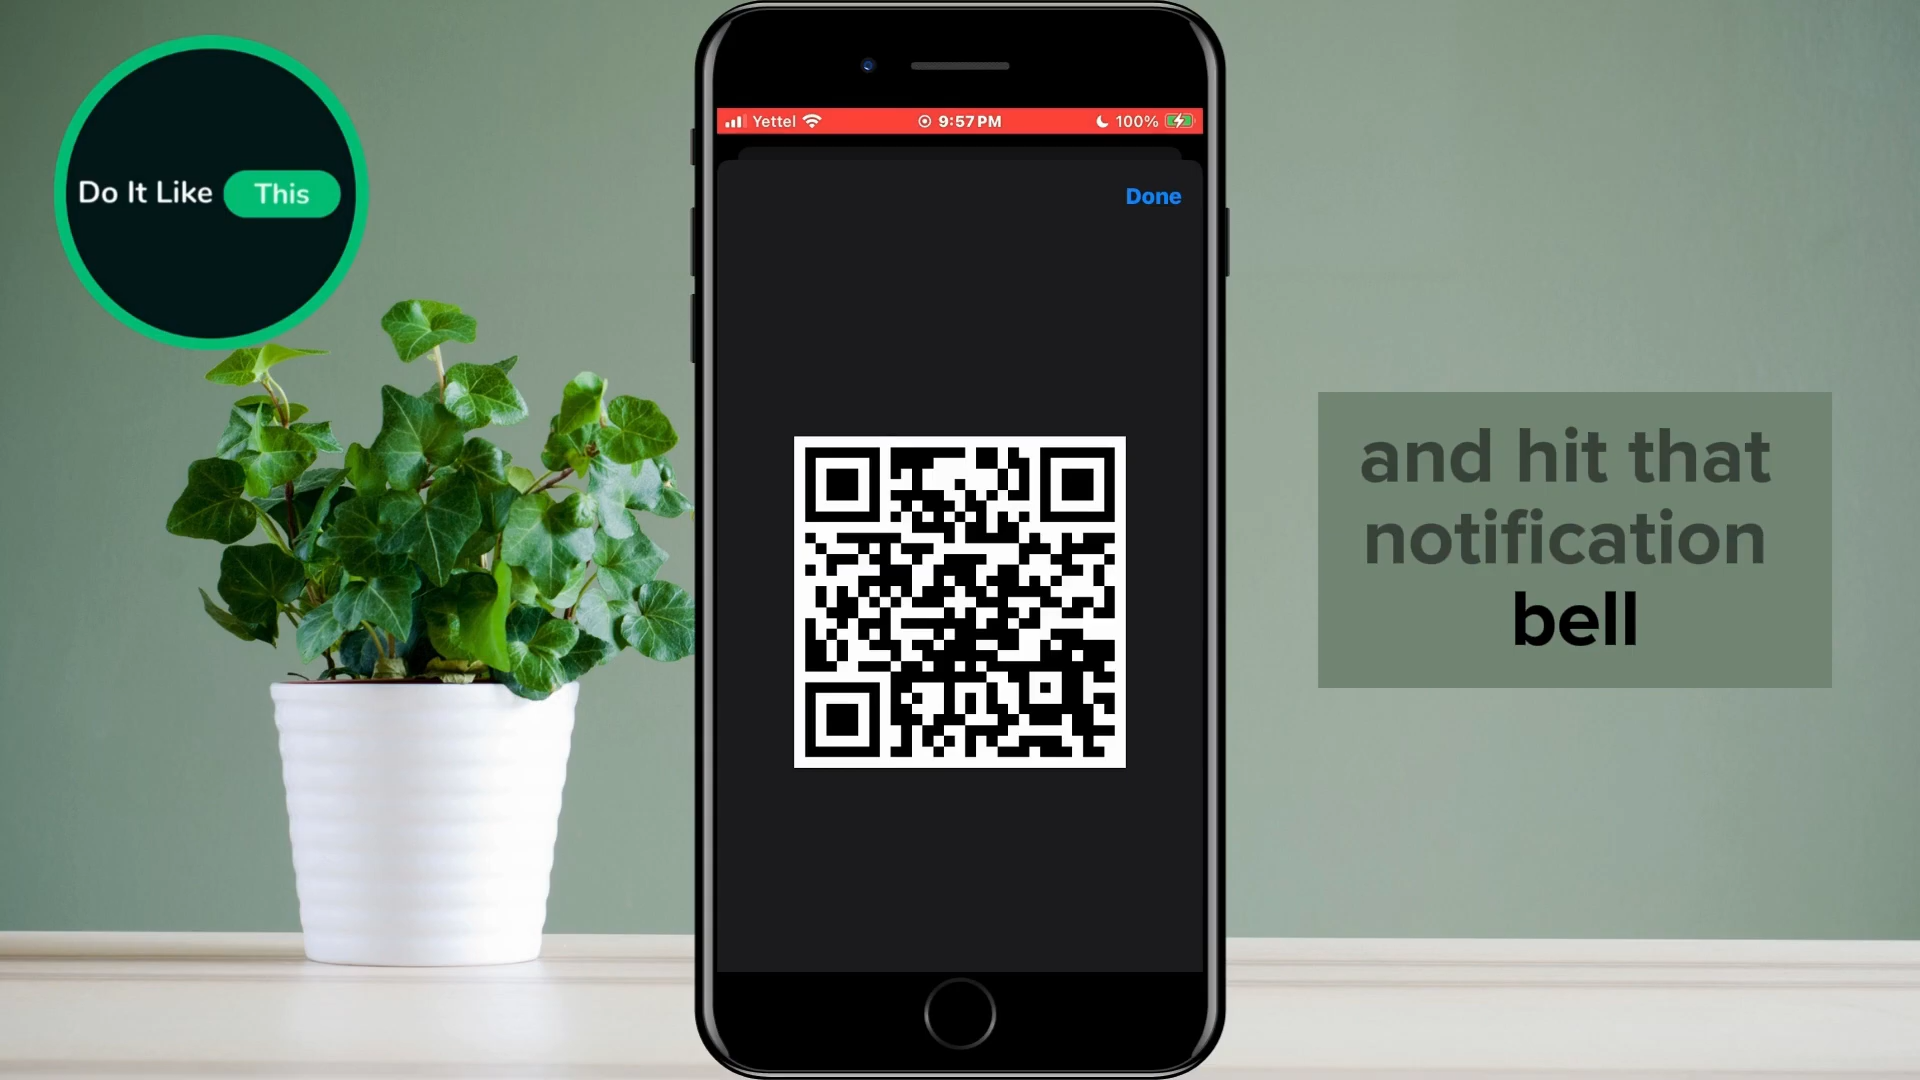 Do It Like This
Yettel 9:57 PM 100%
Done
and hit that
notification
bell